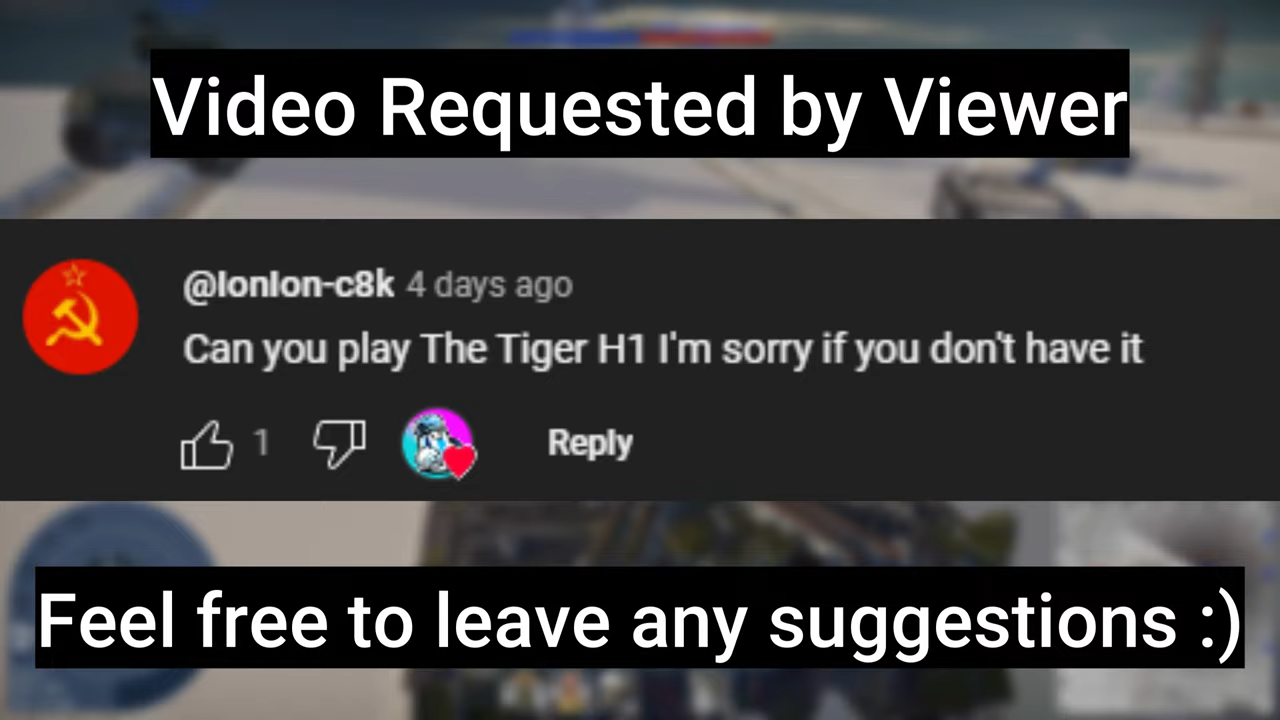 Video Requested by Viewer
@IonIon-c8k 4 days ago
Can you play The Tiger H1 I'm sorry if you don't have it
1 Reply
Feel free to leave any suggestions :)